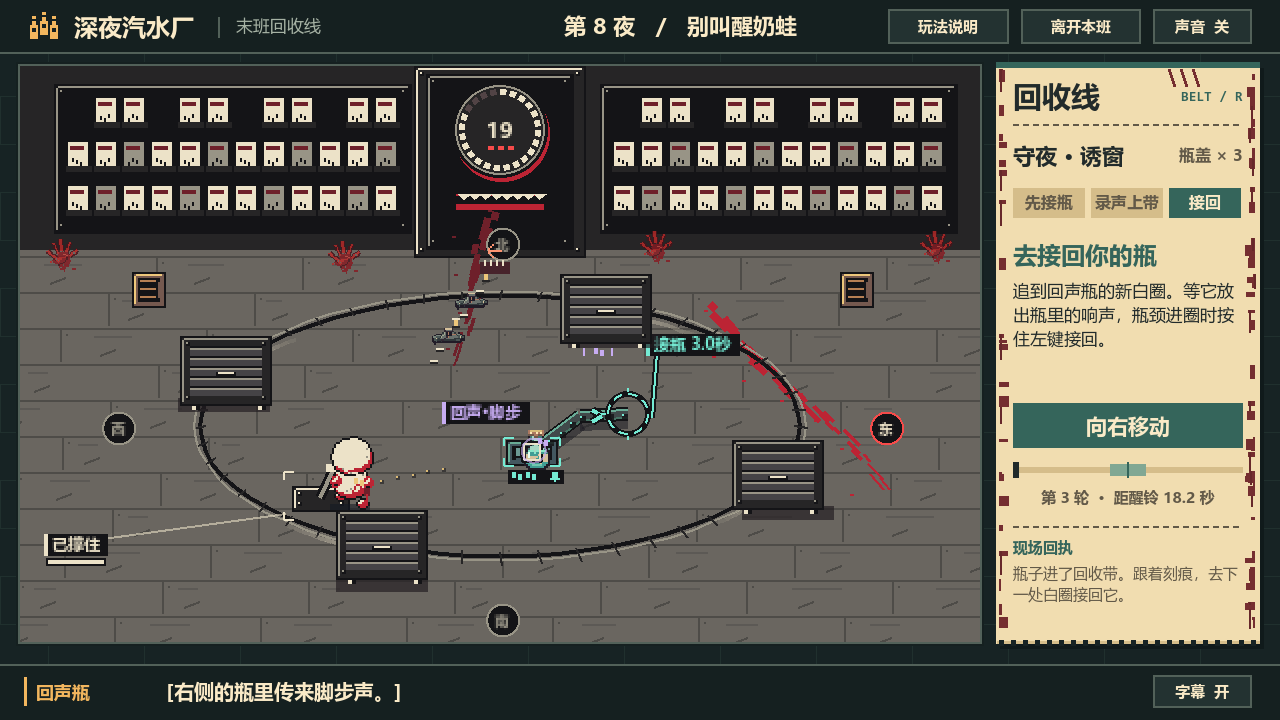 深夜汽水厂
末班回收线
第 8 夜 / 别叫醒奶蛙
玩法说明
离开本班
声音 关
19
北
西
东
南
接瓶 3.0秒
回声·脚步
已撑住
回收线
BELT / R
守夜·诱窗
瓶盖 × 3
先接瓶
录声上带
接回
去接回你的瓶
追到回声瓶的新白圈。等它放
出瓶里的响声，瓶颈进圈时按
住左键接回。
向右移动
第 3 轮 · 距醒铃 18.2 秒
现场回执
瓶子进了回收带。跟着刻痕，去下
一处白圈接回它。
回声瓶
[右侧的瓶里传来脚步声。]
字幕 开